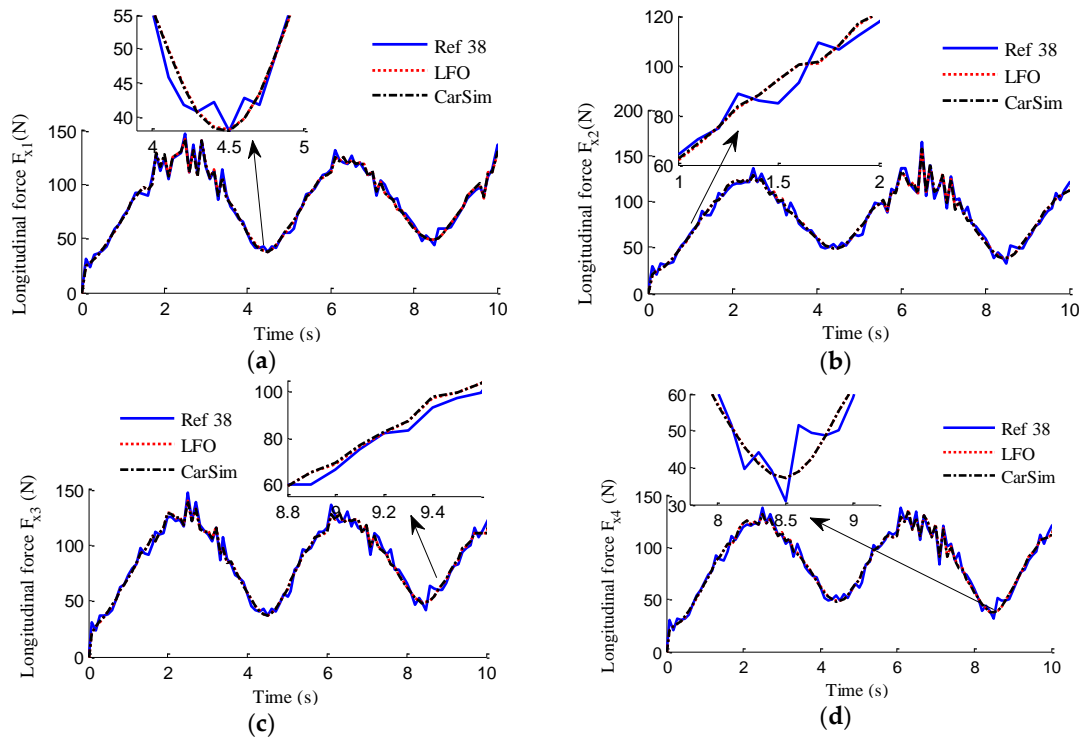 55
50
45
40
4
4.5
5
Ref 38
LFO
CarSim
Longitudinal force Fx1 (N)
150
100
50
0
0
2
4
6
8
10
Time (s)
(a)
120
100
80
60
1
1.5
2
Ref 38
LFO
CarSim
Longitudinal force Fx2 (N)
200
150
100
50
0
0
2
4
6
8
10
Time (s)
(b)
100
80
60
8.8
9
9.2
9.4
Ref 38
LFO
CarSim
Longitudinal force Fx3 (N)
150
100
50
0
0
2
4
6
8
10
Time (s)
(c)
60
50
40
30
8
8.5
9
Ref 38
LFO
CarSim
Longitudinal force Fx4 (N)
150
100
50
0
0
2
4
6
8
10
Time (s)
(d)